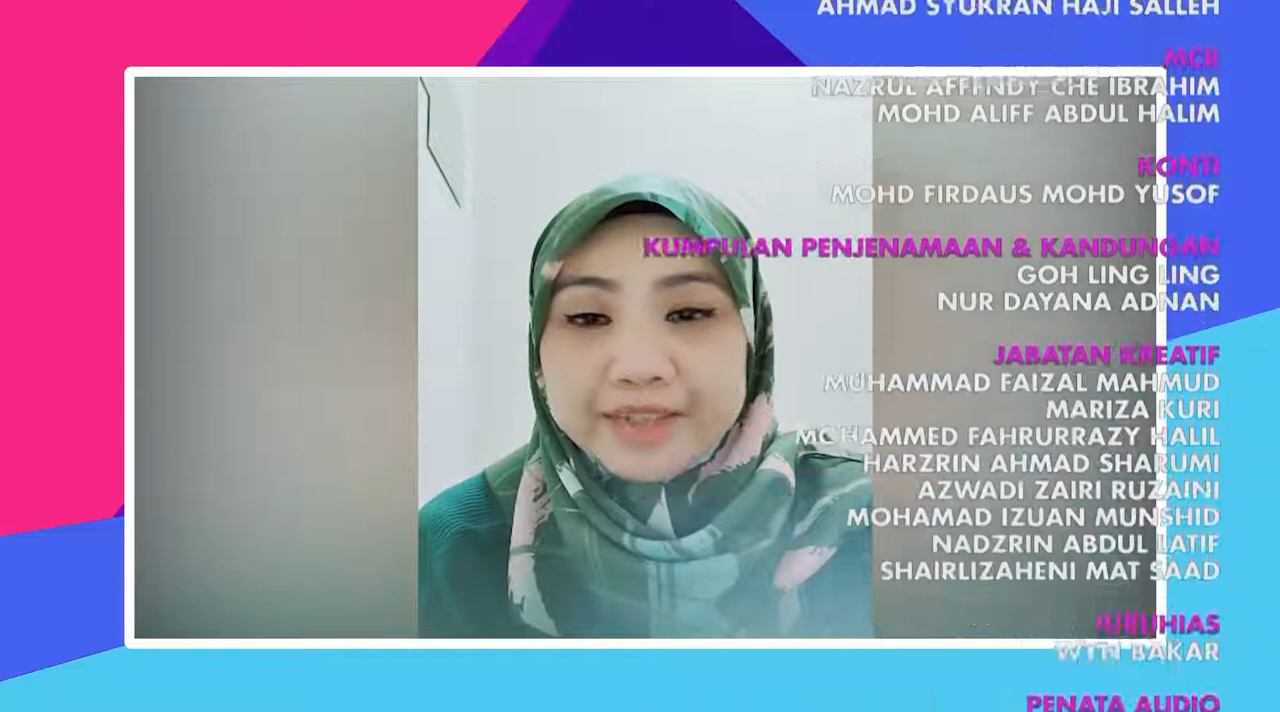 AHMAD SYUKRAN HAJI SALLEH
MCR
NAZRUL AFFENDY CHE IBRAHIM
MOHD ALIFF ABDUL HALIM
KONTI
MOHD FIRDAUS MOHD YUSOF
KUMPULAN PENJENAMAAN & KANDUNGAN
GOH LING LING
NUR DAYANA ADNAN
JABATAN KREATIF
MUHAMMAD FAIZAL MAHMUD
MARIZA KURI
MOHAMMED FAHRURRAZY HALIL
HARZRIN AHMAD SHARUMI
AZWADI ZAIRI RUZAINI
MOHAMAD IZUAN MUNSHID
NADZRIN ABDUL LATIF
SHAIRLIZAHENI MAT SAAD
JURUHIAS
BAKAR
PENATA AUDIO